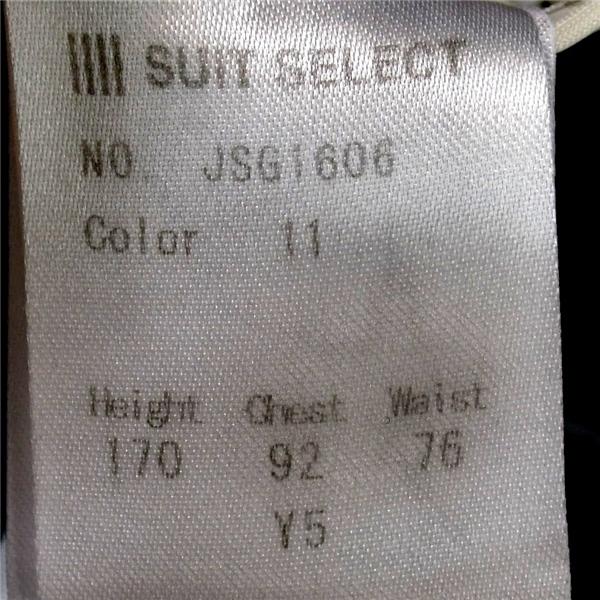 SUIT SELECT
NO. JSG1606
Color 11
Height Chest Waist
170 92 76
Y5